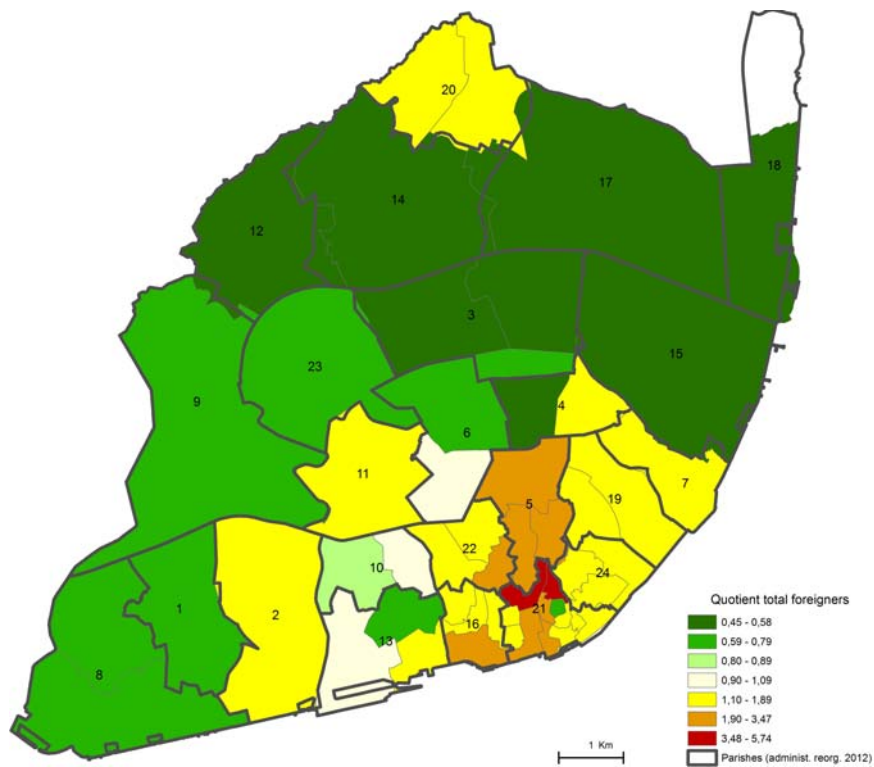 20
18
17
14
12
3
15
23
9
4
6
11
7
5
19
22
24
10
1
21
2
16
13
8
Quotient total foreigners
0,45 - 0,58
0,59 - 0,79
0,80 - 0,89
0,90 - 1,09
1,10 - 1,89
1,90 - 3,47
3,48 - 5,74
Parishes (administ. reorg. 2012)
1 Km